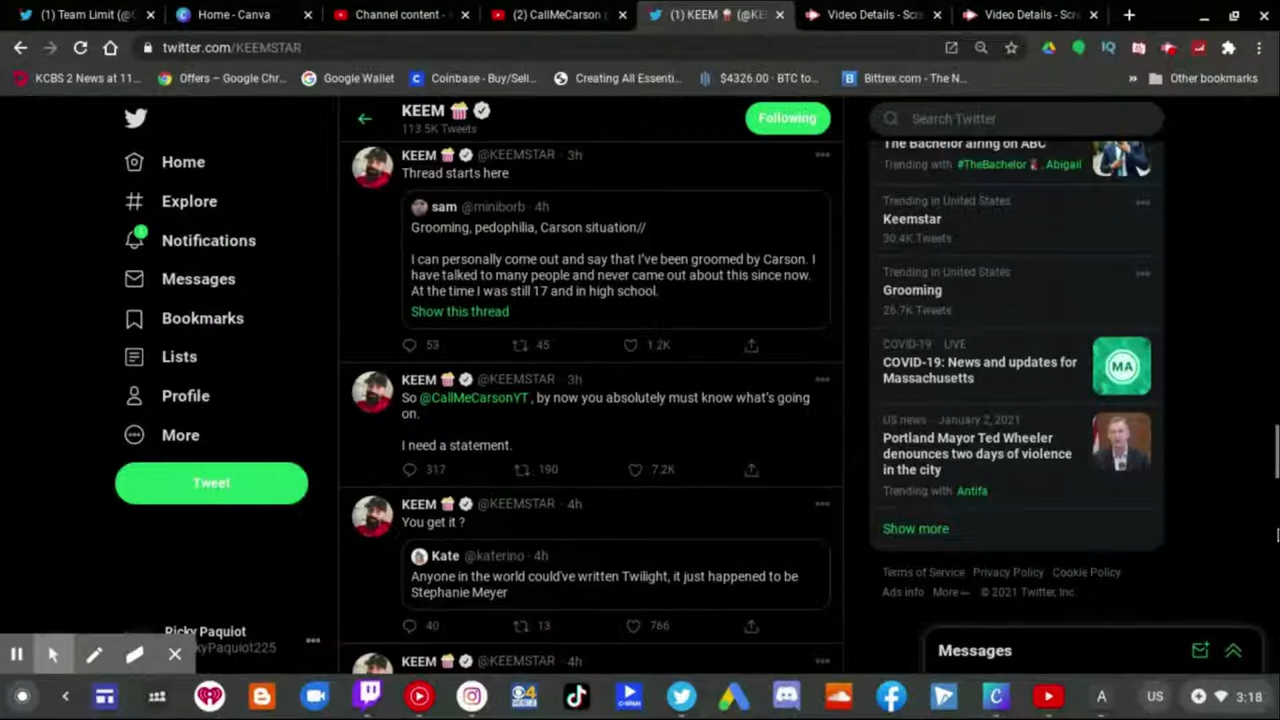 (1) Team Limit (@
Home - Canva
Channel content -
(2) CallMeCarson
(1) KEEM (@KE
Video Details - Scre
Video Details - Scre
twitter.com/KEEMSTAR
KCBS 2 News at 11...
Offers – Google Chr...
Google Wallet
Coinbase - Buy/Sell...
Creating All Essenti...
$4326.00 · BTC to...
Bittrex.com - The N...
Other bookmarks
Home
Explore
1
Notifications
Messages
Bookmarks
Lists
Profile
More
Tweet
Ricky Paquiot
kyPaquiot225
KEEM
113.5K Tweets
Following
KEEM @KEEMSTAR · 3h
Thread starts here
sam @miniborb · 4h
Grooming, pedophilia, Carson situation//
I can personally come out and say that I've been groomed by Carson. I
have talked to many people and never came out about this since now.
At the time I was still 17 and in high school.
Show this thread
53 45 1.2K
KEEM @KEEMSTAR · 3h
So @CallMeCarsonYT , by now you absolutely must know what's going
on.
I need a statement.
317 190 7.2K
KEEM @KEEMSTAR · 4h
You get it ?
Kate @katerino · 4h
Anyone in the world could've written Twilight, it just happened to be
Stephanie Meyer
40 13 766
KEEM @KEEMSTAR · 4h
Search Twitter
The Bachelor airing on ABC
Trending with #TheBachelor, Abigail
Trending in United States
Keemstar
30.4K Tweets
Trending in United States
Grooming
26.7K Tweets
COVID-19 · LIVE
COVID-19: News and updates for
Massachusetts
MA
US news · January 2, 2021
Portland Mayor Ted Wheeler
denounces two days of violence
in the city
Trending with Antifa
Show more
Terms of Service Privacy Policy Cookie Policy
Ads info More © 2021 Twitter, Inc.
Messages
US
3:18